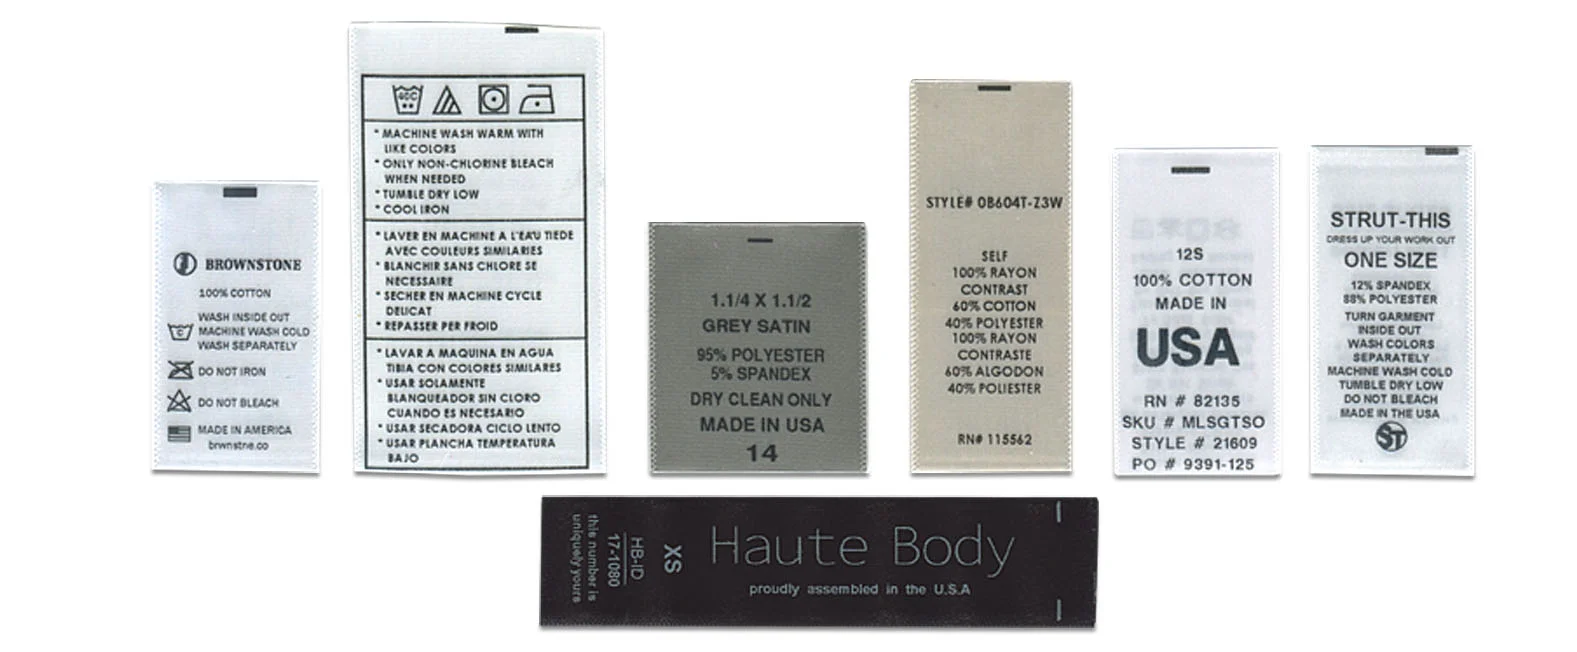 BROWNSTONE
100% COTTON
WASH INSIDE OUT
MACHINE WASH COLD
WASH SEPARATELY
DO NOT IRON
DO NOT BLEACH
MADE IN AMERICA
brwnstne.co
40C
* MACHINE WASH WARM WITH
LIKE COLORS
* ONLY NON-CHLORINE BLEACH
WHEN NEEDED
* TUMBLE DRY LOW
* COOL IRON
* LAVER EN MACHINE A L'EAU TIEDE
AVEC COULEURS SIMILARIES
* BLANCHIR SANS CHLORE SE
NECESSAIRE
* SECHER EN MACHINE CYCLE
DELICAT
* REPASSER PER FROID
* LAVAR A MAQUINA EN AGUA
TIBIA CON COLORES SIMILARES
* USAR SOLAMENTE
BLANQUEADOR SIN CLORO
CUANDO ES NECESARIO
* USAR SECADORA CICLO LENTO
* USAR PLANCHA TEMPERATURA
BAJO
1.1/4 X 1.1/2
GREY SATIN
95% POLYESTER
5% SPANDEX
DRY CLEAN ONLY
MADE IN USA
14
STYLE# 0B604T-Z3W
SELF
100% RAYON
CONTRAST
60% COTTON
40% POLYESTER
100% RAYON
CONTRASTE
60% ALGODON
40% POLIESTER
RN# 115562
12S
100% COTTON
MADE IN
USA
RN # 82135
SKU # MLSGTSO
STYLE # 21609
PO # 9391-125
STRUT-THIS
DRESS UP YOUR WORK OUT
ONE SIZE
12% SPANDEX
88% POLYESTER
TURN GARMENT
INSIDE OUT
WASH COLORS
SEPARATELY
MACHINE WASH COLD
TUMBLE DRY LOW
DO NOT BLEACH
MADE IN THE USA
ST
Haute Body
proudly assembled in the U.S.A
XS
HB-ID
17-1080
this number is
uniquely yours